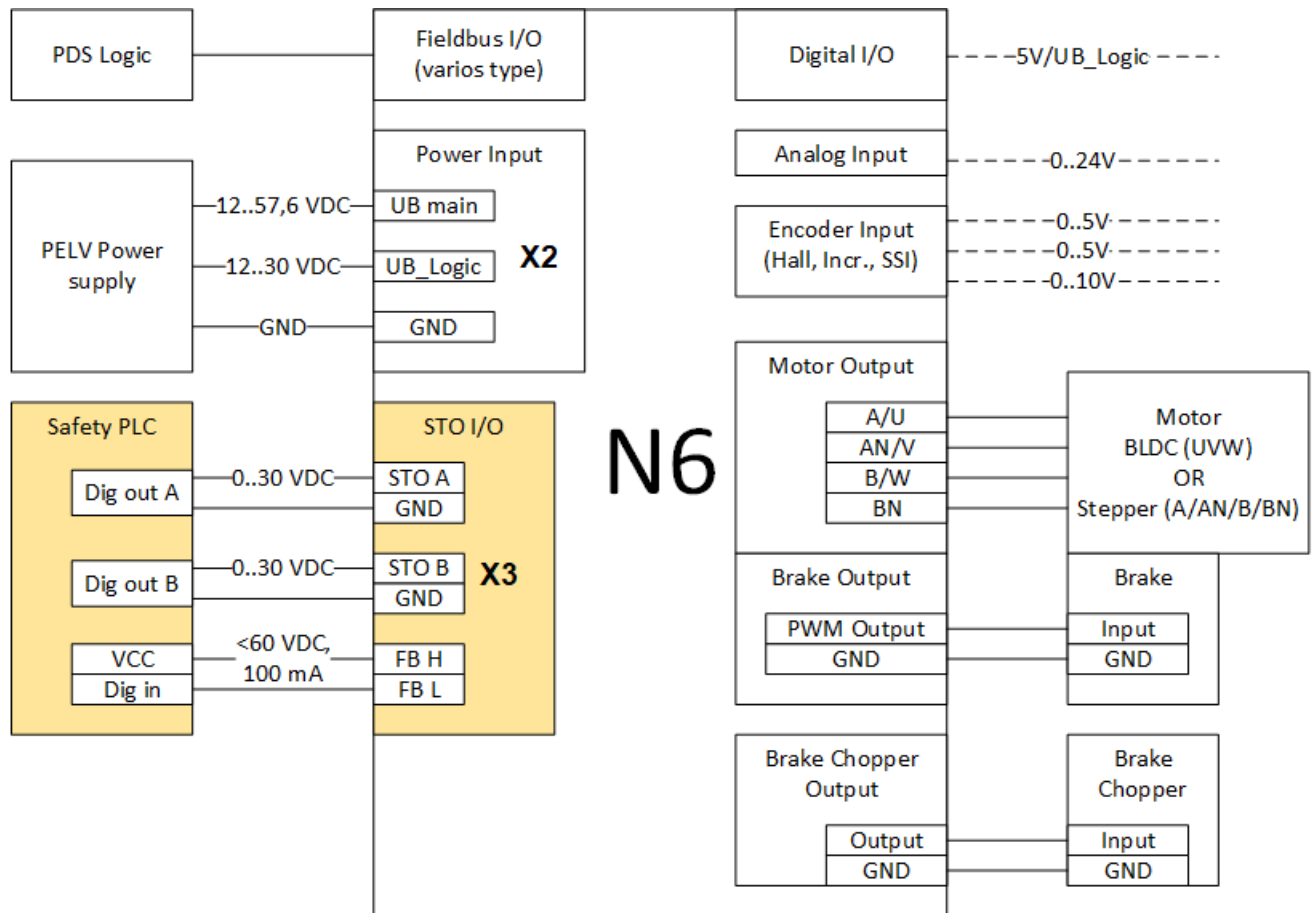 PDS Logic
Fieldbus I/O
(varios type)
PELV Power
supply
12..57,6 VDC
12..30 VDC
GND
Power Input
UB main
UB_Logic
GND
X2
Safety PLC
Dig out A
Dig out B
VCC
Dig in
0..30 VDC
0..30 VDC
<60 VDC,
100 mA
STO I/O
STO A
GND
STO B
GND
FB H
FB L
X3
N6
Digital I/O
5V/UB_Logic
Analog Input
0..24V
Encoder Input
(Hall, Incr., SSI)
0..5V
0..5V
0..10V
Motor Output
A/U
AN/V
B/W
BN
Motor
BLDC (UVW)
OR
Stepper (A/AN/B/BN)
Brake Output
PWM Output
GND
Brake
Input
GND
Brake Chopper
Output
Output
GND
Brake
Chopper
Input
GND